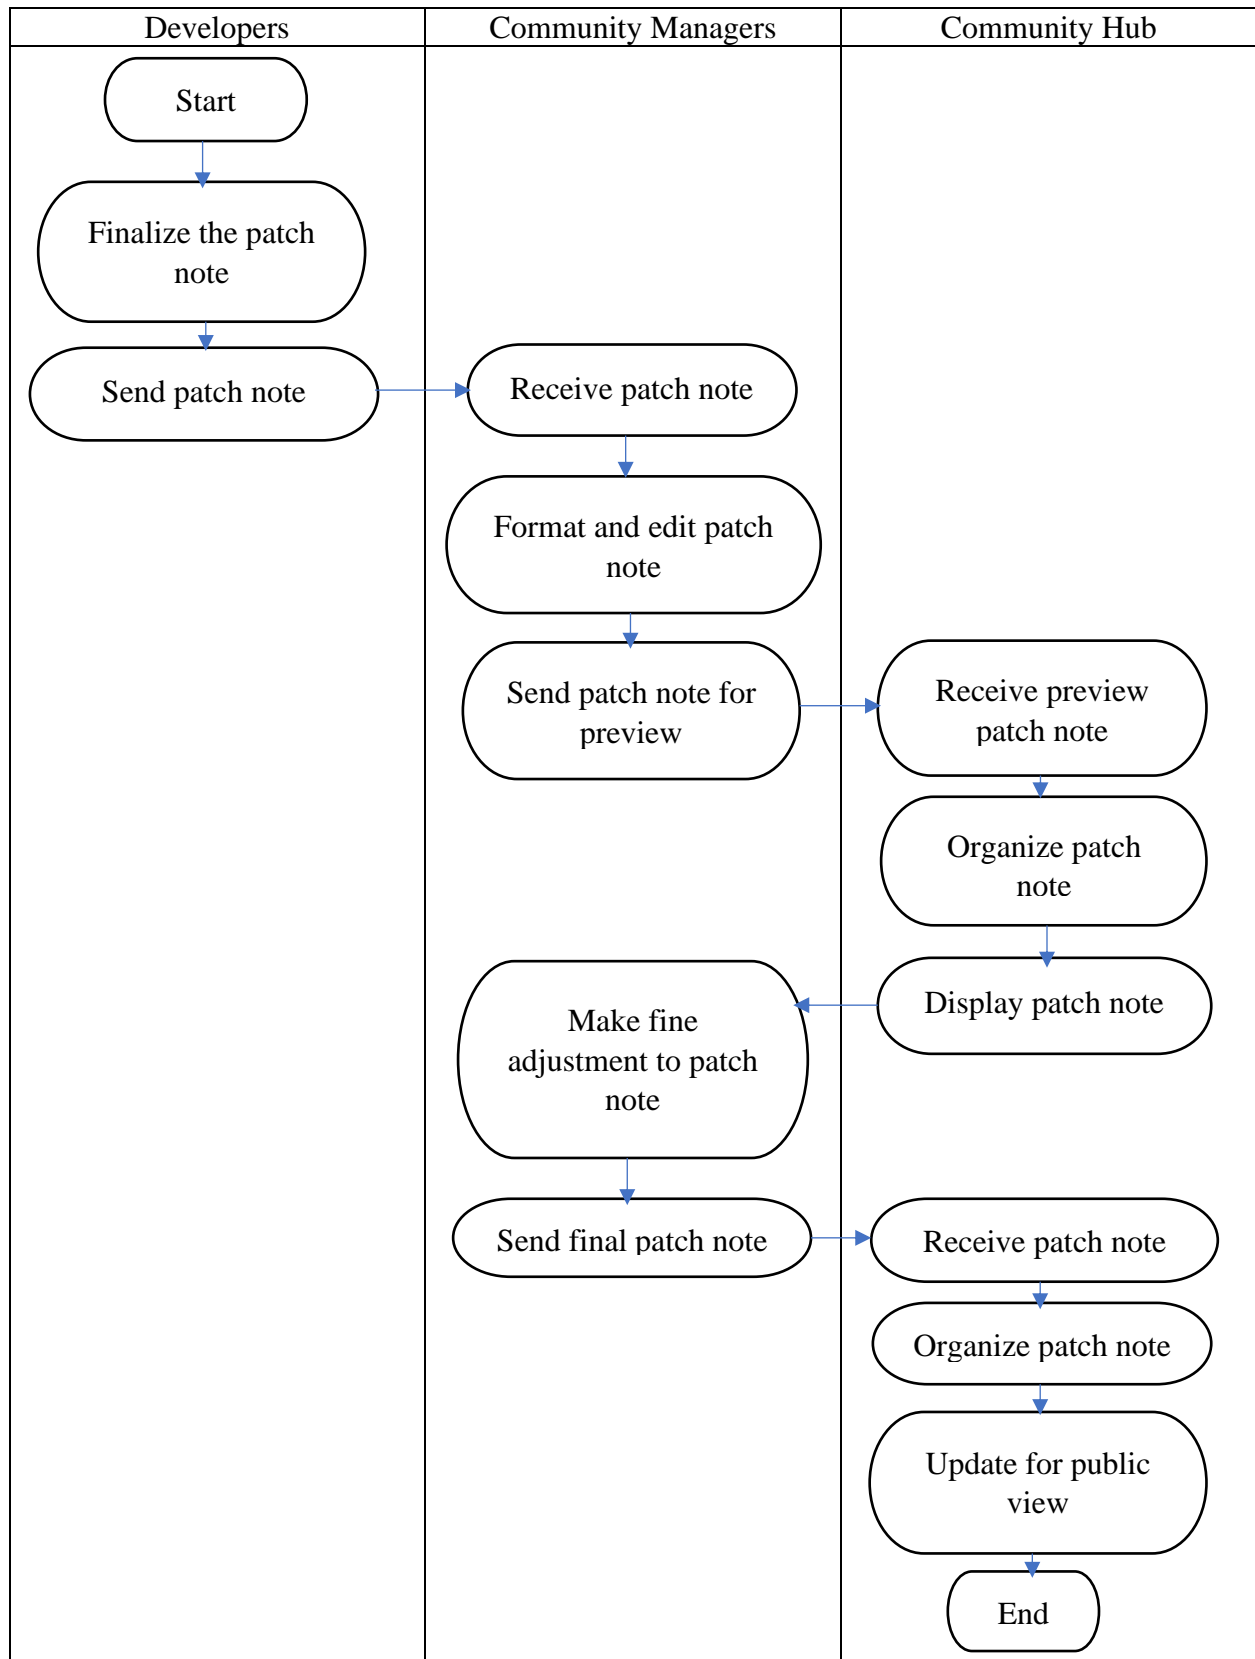 Developers
Community Managers
Community Hub
Start
Finalize the patch
note
Send patch note
Receive patch note
Format and edit patch
note
Send patch note for
preview
Receive preview
patch note
Organize patch
note
Display patch note
Make fine
adjustment to patch
note
Send final patch note
Receive patch note
Organize patch note
Update for public
view
End